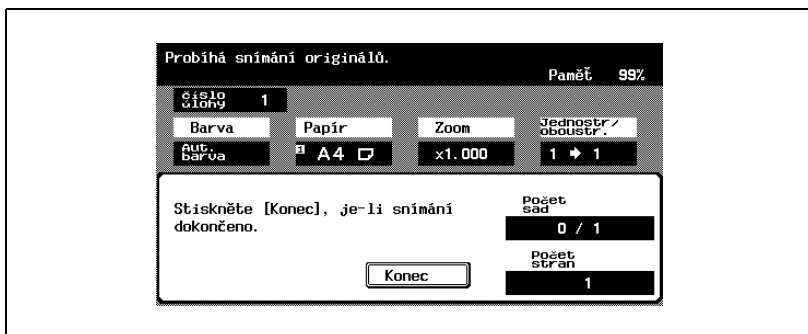 Probíhá snímání originálů.
Paměť 99%
číslo
úlohy 1
Barva Papír Zoom Jednostr/
oboustr.
Aut.
barva 1 A4 x1.000 1 → 1
Stiskněte [Konec], je-li snímání
dokončeno.
Počet
sad
0 / 1
Konec
Počet
stran
1